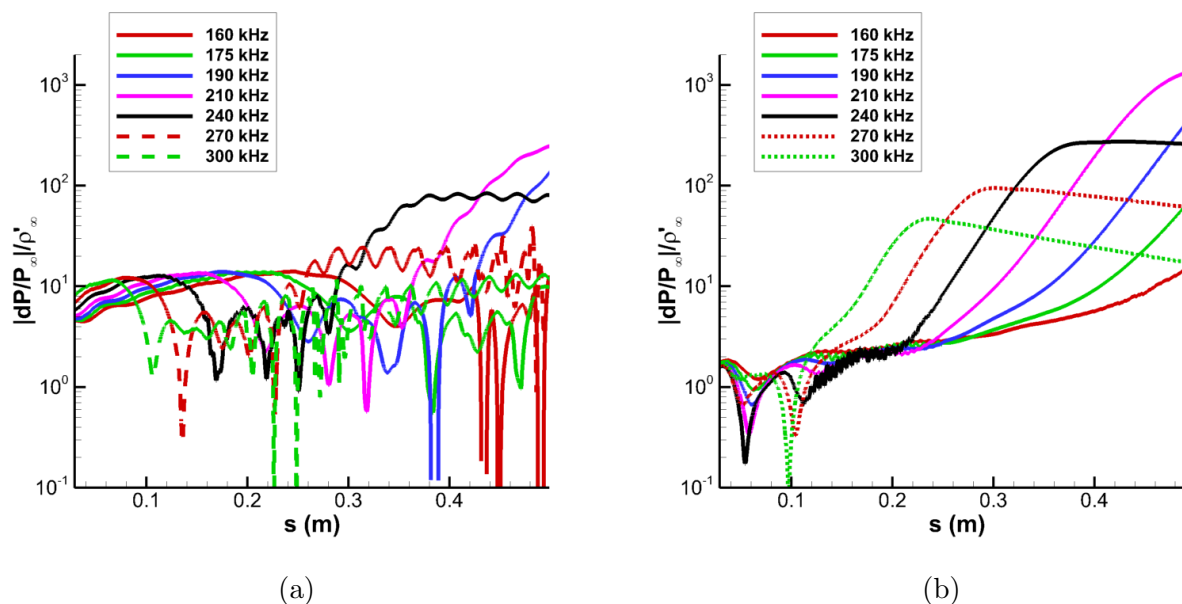 160 kHz
175 kHz
190 kHz
210 kHz
240 kHz
270 kHz
300 kHz
|dP/P∞|/ρ'∞
10³
10²
10¹
10⁰
10⁻¹
0.1 0.2 0.3 0.4
s (m)
(a)
160 kHz
175 kHz
190 kHz
210 kHz
240 kHz
270 kHz
300 kHz
|dP/P∞|/ρ'∞
10³
10²
10¹
10⁰
10⁻¹
0.1 0.2 0.3 0.4
s (m)
(b)